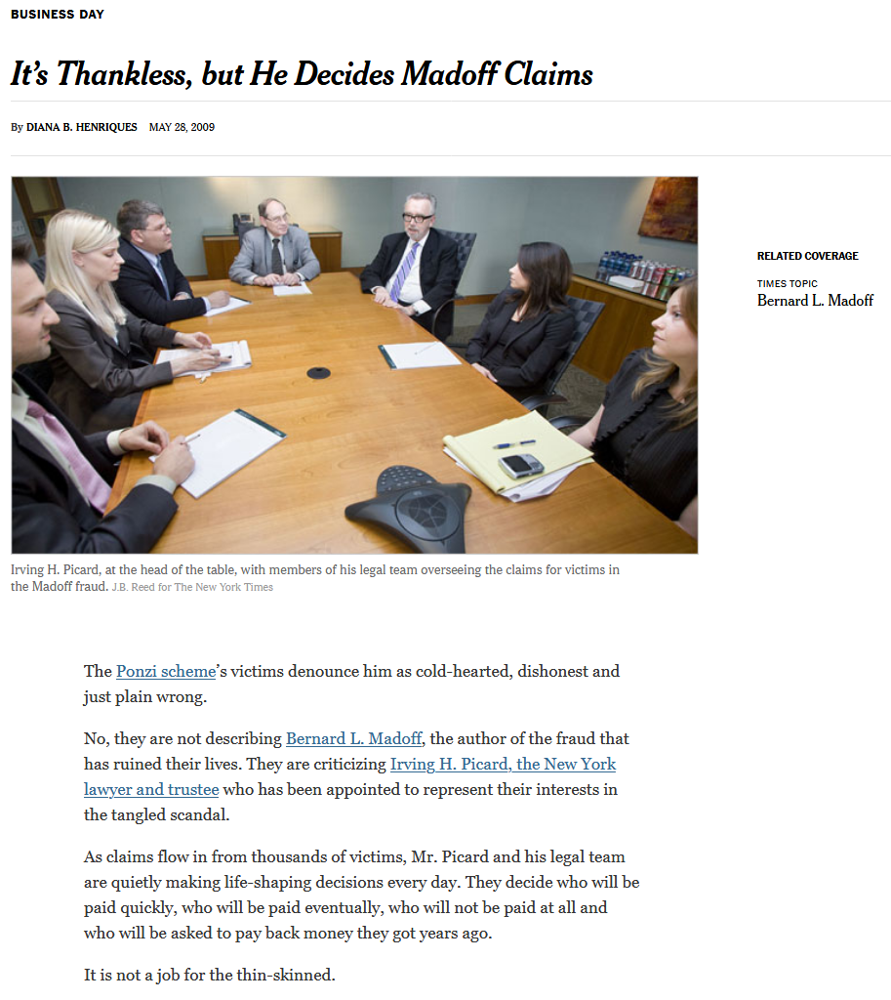 BUSINESS DAY
It’s Thankless, but He Decides Madoff Claims
By DIANA B. HENRIQUES MAY 28, 2009
RELATED COVERAGE
TIMES TOPIC
Bernard L. Madoff
Irving H. Picard, at the head of the table, with members of his legal team overseeing the claims for victims in
the Madoff fraud. J.B. Reed for The New York Times
The Ponzi scheme’s victims denounce him as cold-hearted, dishonest and
just plain wrong.
No, they are not describing Bernard L. Madoff, the author of the fraud that
has ruined their lives. They are criticizing Irving H. Picard, the New York
lawyer and trustee who has been appointed to represent their interests in
the tangled scandal.
As claims flow in from thousands of victims, Mr. Picard and his legal team
are quietly making life-shaping decisions every day. They decide who will be
paid quickly, who will be paid eventually, who will not be paid at all and
who will be asked to pay back money they got years ago.
It is not a job for the thin-skinned.